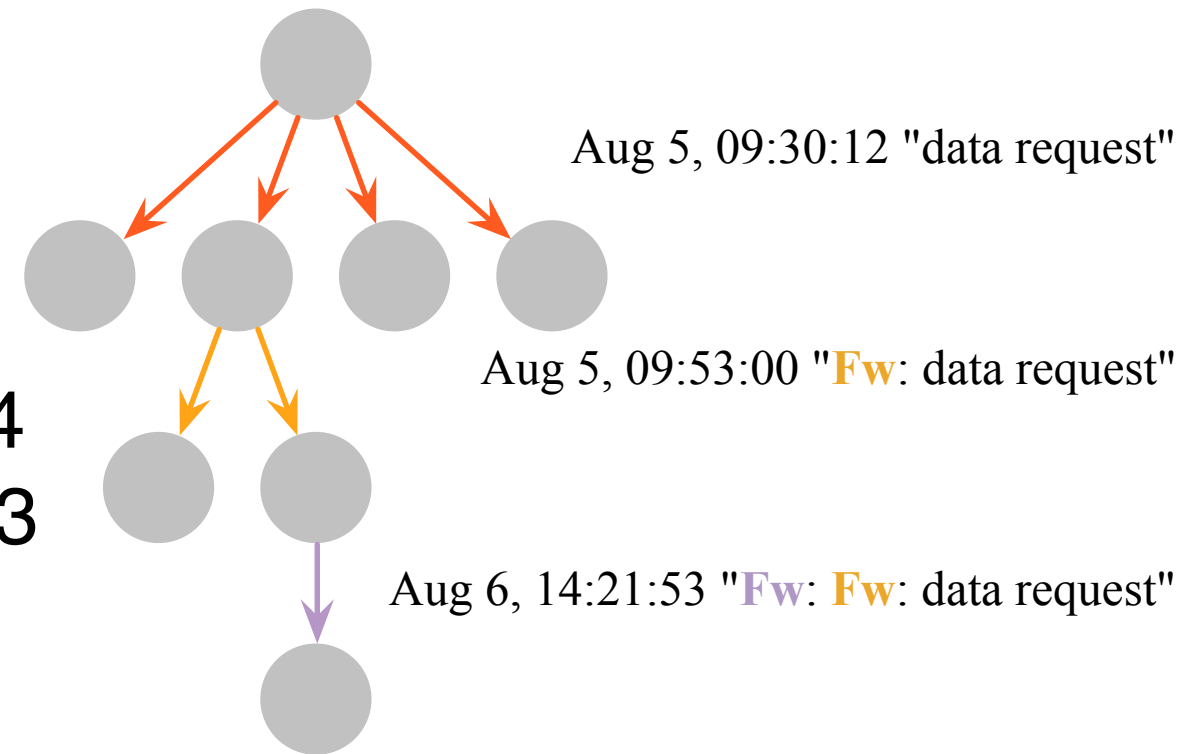 Aug 5, 09:30:12 "data request"
Aug 5, 09:53:00 "Fw: data request"
4
3
Aug 6, 14:21:53 "Fw: Fw: data request"